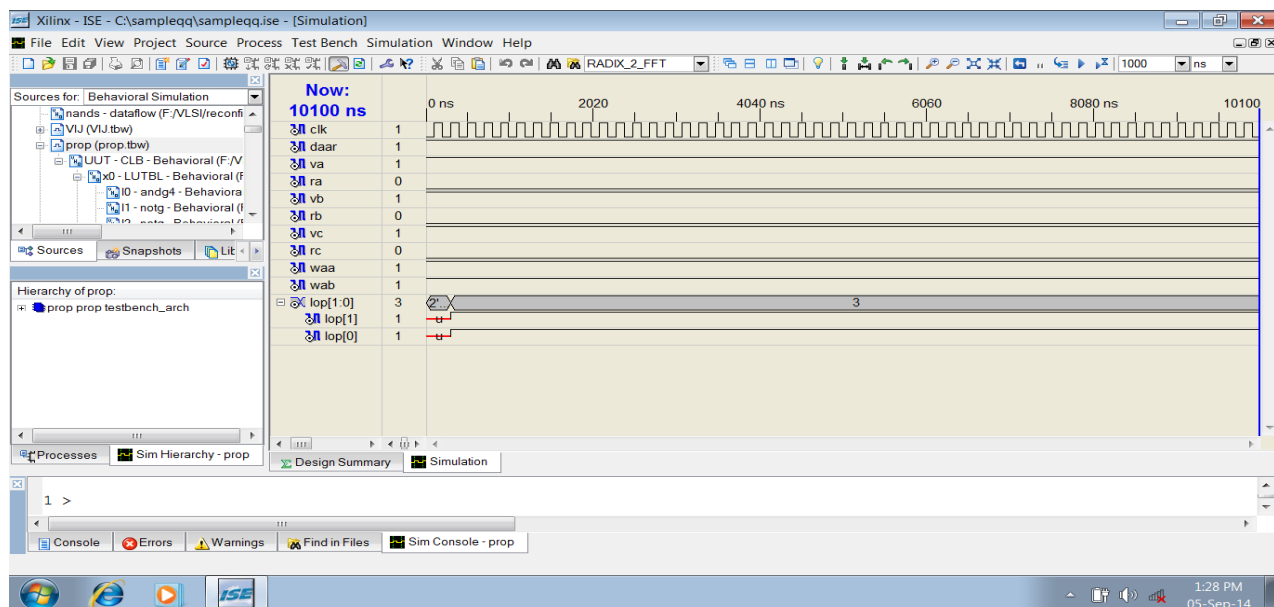 ISE Xilinx - ISE - C:\sampleqq\sampleqq.ise - [Simulation]
File Edit View Project Source Process Test Bench Simulation Window Help
RADIX_2_FFT 1000 ns
Sources for: Behavioral Simulation
nands - dataflow (F:/VLSI/reconfi
VIJ (VIJ.tbw)
prop (prop.tbw)
UUT - CLB - Behavioral (F:/V
x0 - LUTBL - Behavioral (F
l0 - andg4 - Behaviora
l1 - notg - Behavioral (F
Sources Snapshots Lit
Hierarchy of prop:
prop prop testbench_arch
Processes Sim Hierarchy - prop
Now:
10100 ns
0 ns 2020 4040 ns 6060 8080 ns 10100
clk 1
daar 1
va 1
ra 0
vb 1
rb 0
vc 1
rc 0
waa 1
wab 1
lop[1:0] 3 2'... 3
lop[1] 1 u
lop[0] 1 u
Design Summary Simulation
1 >
Console Errors Warnings Find in Files Sim Console - prop
ISE
1:28 PM
05-Sep-14